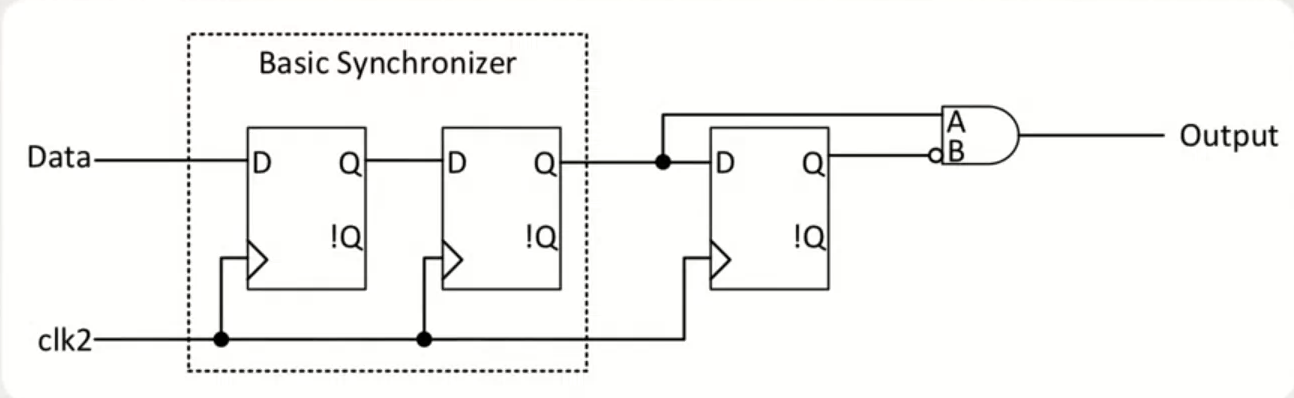 Basic Synchronizer
Data
D Q
!Q
D Q
!Q
D Q
!Q
A
B
Output
clk2